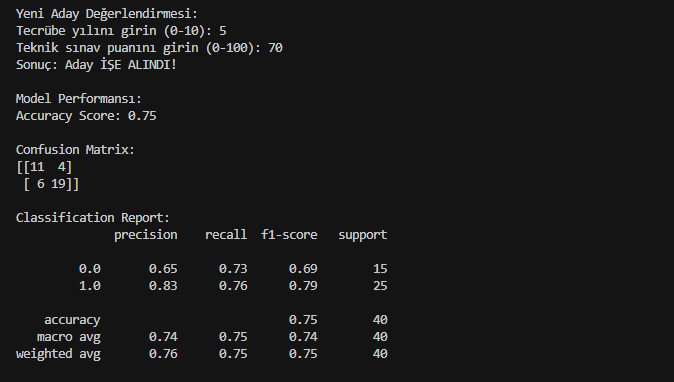 Yeni Aday Değerlendirmesi:
Tecrübe yılını girin (0-10): 5
Teknik sınav puanını girin (0-100): 70
Sonuç: Aday İŞE ALINDI!
Model Performansı:
Accuracy Score: 0.75
Confusion Matrix:
[[11  4]
 [ 6 19]]
Classification Report:
              precision    recall  f1-score   support
         0.0       0.65      0.73      0.69        15
         1.0       0.83      0.76      0.79        25
    accuracy                           0.75        40
   macro avg       0.74      0.75      0.74        40
weighted avg       0.76      0.75      0.75        40